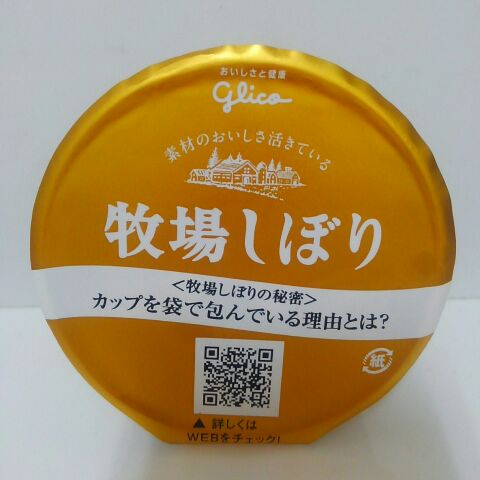 おいしさと健康
Glico
素材のおいしさ活きている
牧場しぼり
<牧場しぼりの秘密>
カップを袋で包んでいる理由とは?
紙
▲ 詳しくは
WEBをチェック!